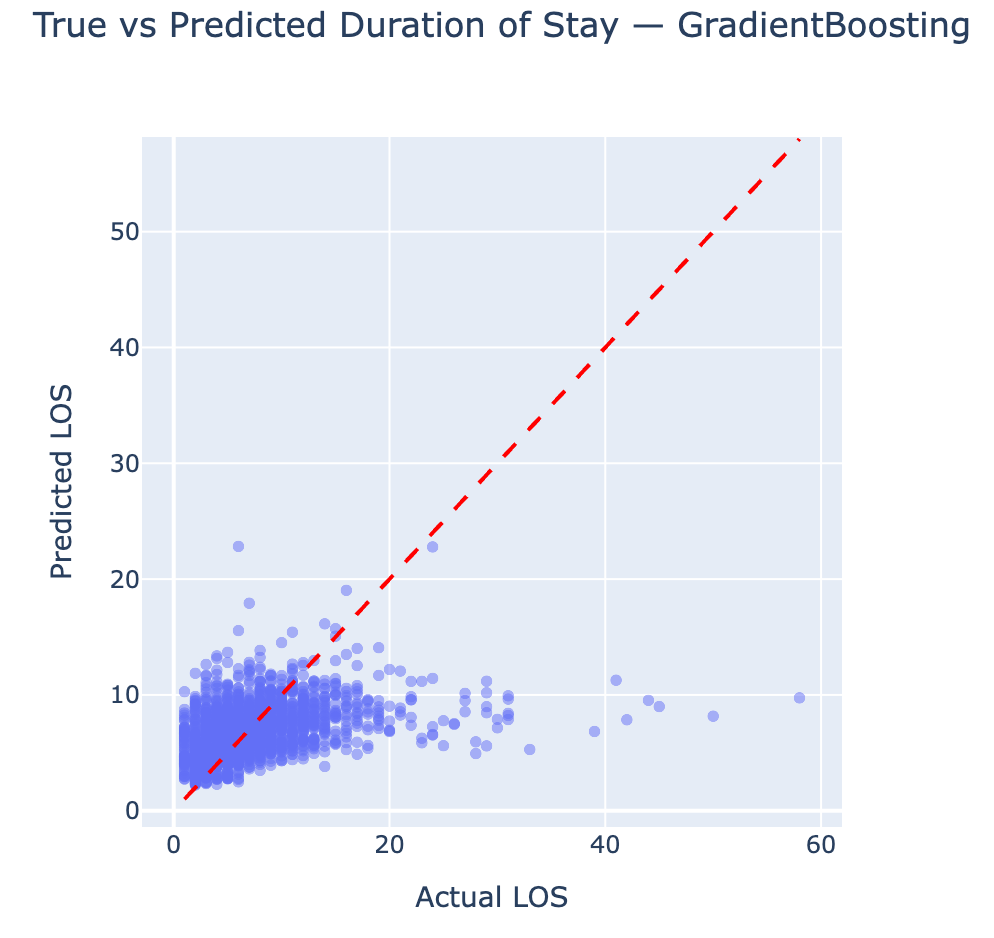 True vs Predicted Duration of Stay — GradientBoosting
50
40
30
20
10
0
Predicted LOS
0 20 40 60
Actual LOS